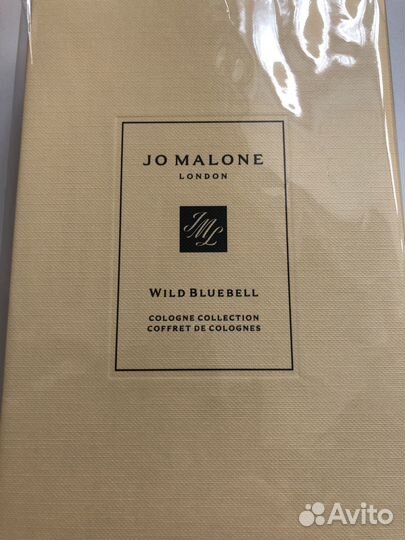 JO MALONE
LONDON
JML
WILD BLUEBELL
COLOGNE COLLECTION
COFFRET DE COLOGNES
Avito